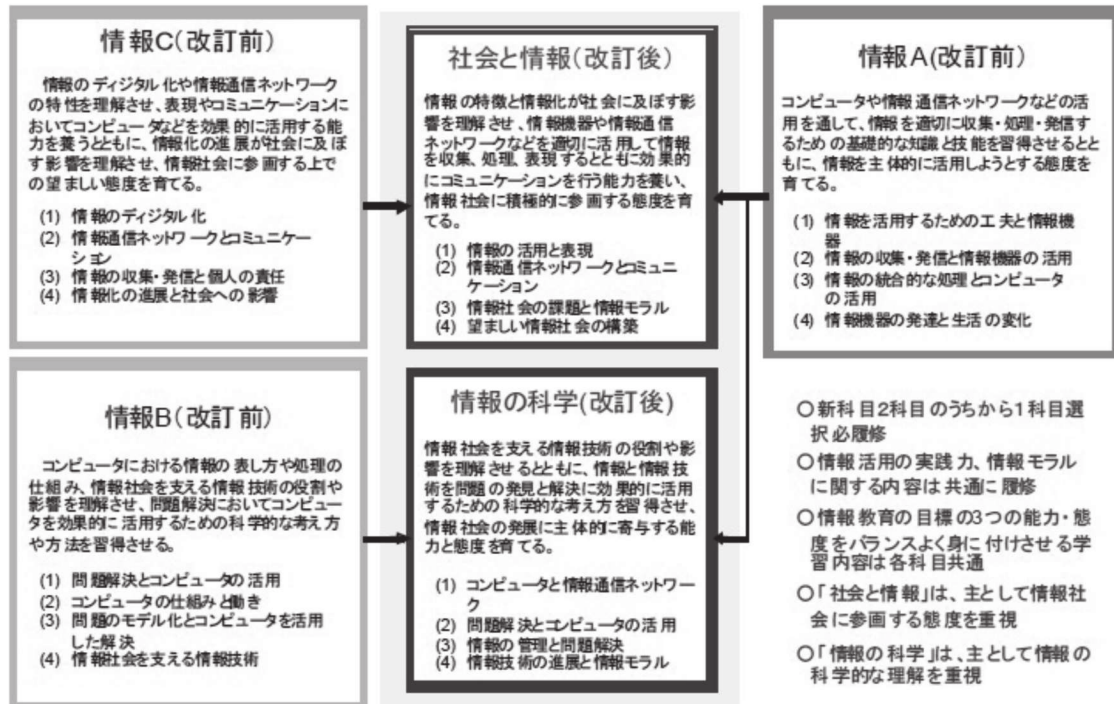 情報C(改訂前)
情報のディジタル化や情報通信ネットワーク
の特性を理解させ、表現やコミュニケーションに
おいてコンピュータなどを効果的に活用する能
力を養うとともに、情報化の進展が社会に及ぼ
す影響を理解させ、情報社会に参画する上で
の望ましい態度を育てる。
(1) 情報のディジタル化
(2) 情報通信ネットワークとコミュニケー
ション
(3) 情報の収集・発信と個人の責任
(4) 情報化の進展と社会への影響
情報B(改訂前)
コンピュータにおける情報の表し方や処理の
仕組み、情報社会を支える情報技術の役割や
影響を理解させ、問題解決においてコンピュー
タを効果的に活用するための科学的な考え方
や方法を習得させる。
(1) 問題解決とコンピュータの活用
(2) コンピュータの仕組みと働き
(3) 問題のモデル化とコンピュータを活用
した解決
(4) 情報社会を支える情報技術
社会と情報(改訂後)
情報の特徴と情報化が社会に及ぼす影
響を理解させ、情報機器や情報通信
ネットワークなどを適切に活用して情報
を収集、処理、表現するとともに効果的
にコミュニケーションを行う能力を養い、
情報社会に積極的に参画する態度を育
てる。
(1) 情報の活用と表現
(2) 情報通信ネットワークとコミュニ
ケーション
(3) 情報社会の課題と情報モラル
(4) 望ましい情報社会の構築
情報の科学(改訂後)
情報社会を支える情報技術の役割や影
響を理解させるとともに、情報と情報技
術を問題の発見と解決に効果的に活用
するための科学的な考え方を習得させ、
情報社会の発展に主体的に寄与する能
力と態度を育てる。
(1) コンピュータと情報通信ネットワー
ク
(2) 問題解決とコンピュータの活用
(3) 情報の管理と問題解決
(4) 情報技術の進展と情報モラル
情報A(改訂前)
コンピュータや情報通信ネットワークなどの活
用を通して、情報を適切に収集・処理・発信す
るための基礎的な知識と技能を習得させるとと
もに、情報を主体的に活用しようとする態度を
育てる。
(1) 情報を活用するための工夫と情報機
器
(2) 情報の収集・発信と情報機器の活用
(3) 情報の統合的な処理とコンピュータ
の活用
(4) 情報機器の発達と生活の変化
○新科目2科目のうちから1科目選
択必履修
○情報活用の実践力、情報モラル
に関する内容は共通に履修
○情報教育の目標の3つの能力・態
度をバランスよく身に付けさせる学
習内容は各科目共通
○「社会と情報」は、主として情報社
会に参画する態度を重視
○「情報の科学」は、主として情報の
科学的な理解を重視